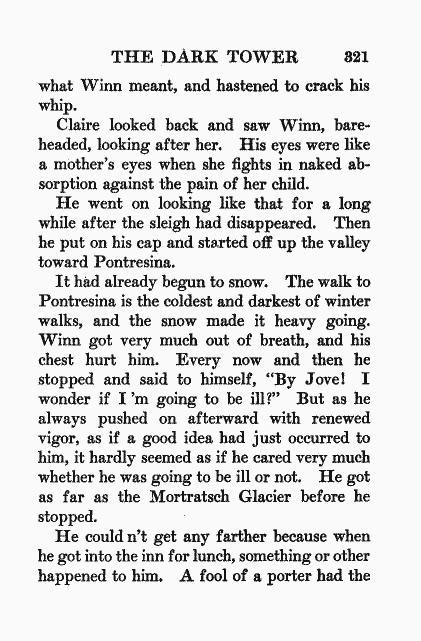 THE DARK TOWER 321
what Winn meant, and hastened to crack his
whip.
Claire looked back and saw Winn, bare-
headed, looking after her. His eyes were like
a mother's eyes when she fights in naked ab-
sorption against the pain of her child.
He went on looking like that for a long
while after the sleigh had disappeared. Then
he put on his cap and started off up the valley
toward Pontresina.
It had already begun to snow. The walk to
Pontresina is the coldest and darkest of winter
walks, and the snow made it heavy going.
Winn got very much out of breath, and his
chest hurt him. Every now and then he
stopped and said to himself, "By Jove! I
wonder if I 'm going to be ill?" But as he
always pushed on afterward with renewed
vigor, as if a good idea had just occurred to
him, it hardly seemed as if he cared very much
whether he was going to be ill or not. He got
as far as the Mortratsch Glacier before he
stopped.
He could n't get any farther because when
he got into the inn for lunch, something or other
happened to him. A fool of a porter had the